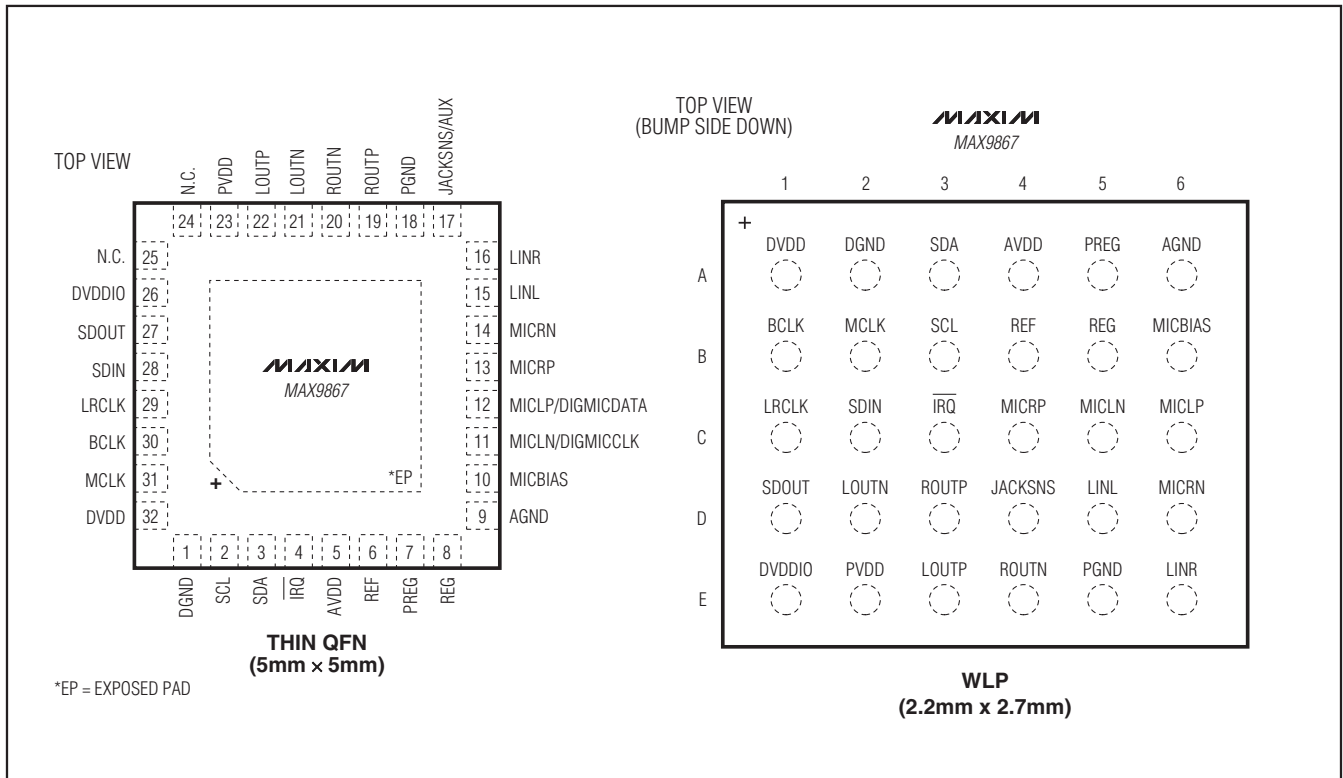 TOP VIEW
N.C.
PVDD
LOUTP
LOUTN
ROUTN
ROUTP
PGND
JACKSNS/AUX
24 23 22 21 20 19 18 17
N.C. 25
DVDDIO 26
SDOUT 27
SDIN 28
LRCLK 29
BCLK 30
MCLK 31
DVDD 32
16 LINR
15 LINL
14 MICRN
13 MICRP
12 MICLP/DIGMICDATA
11 MICLN/DIGMICCLK
10 MICBIAS
9 AGND
MAXIM
MAX9867
+
*EP
1 2 3 4 5 6 7 8
DGND
SCL
SDA
IRQ
AVDD
REF
PREG
REG
THIN QFN
(5mm × 5mm)
*EP = EXPOSED PAD
TOP VIEW
(BUMP SIDE DOWN)
MAXIM
MAX9867
1 2 3 4 5 6
+
A DVDD DGND SDA AVDD PREG AGND
B BCLK MCLK SCL REF REG MICBIAS
C LRCLK SDIN IRQ MICRP MICLN MICLP
D SDOUT LOUTN ROUTP JACKSNS LINL MICRN
E DVDDIO PVDD LOUTP ROUTN PGND LINR
WLP
(2.2mm x 2.7mm)